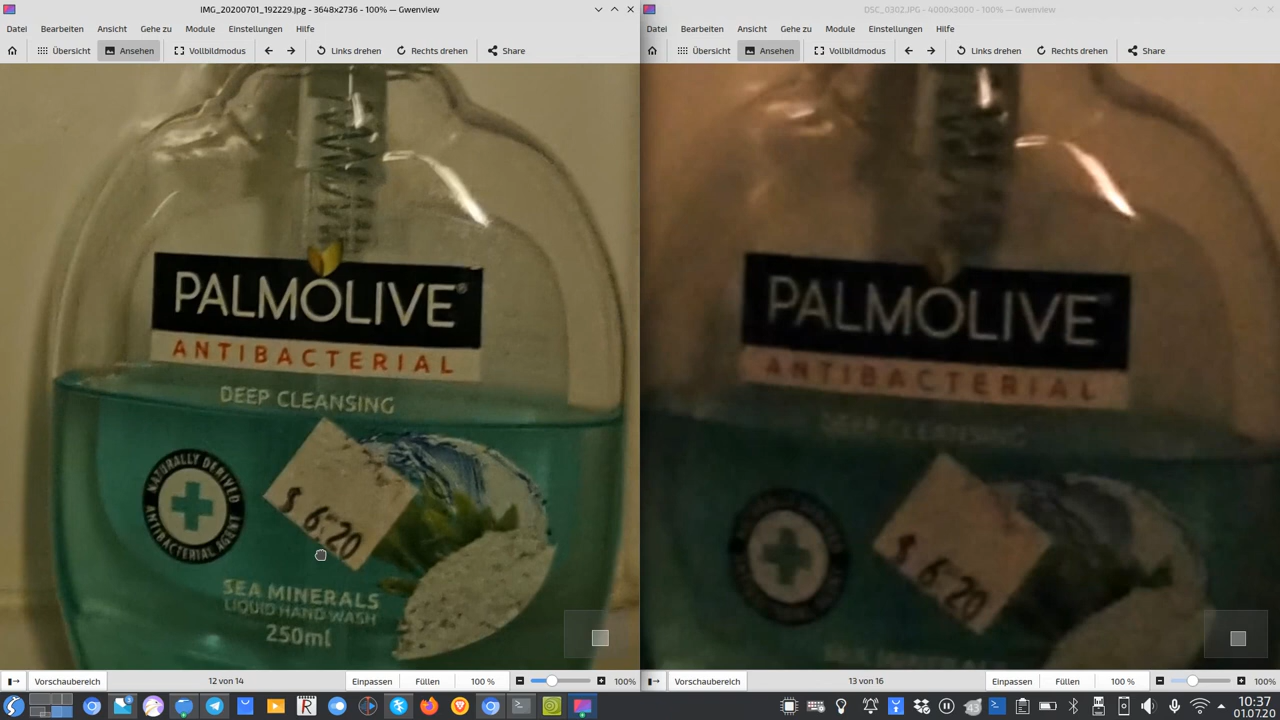 IMG_20200701_192229.jpg - 3648x2736 - 100% — Gwenview
Datei Bearbeiten Ansicht Gehe zu Module Einstellungen Hilfe
Übersicht Ansehen Vollbildmodus Links drehen Rechts drehen Share
PALMOLIVE®
ANTIBACTERIAL
DEEP CLEANSING
NATURALLY DERIVED
ANTIBACTERIAL AGENT
$ 6.20
SEA MINERALS
LIQUID HAND WASH
250ml
Vorschaubereich 12 von 14 Einpassen Füllen 100 % 100%
DSC_0302.JPG - 4000x3000 - 100% — Gwenview
Datei Bearbeiten Ansicht Gehe zu Module Einstellungen Hilfe
Übersicht Ansehen Vollbildmodus Links drehen Rechts drehen Share
PALMOLIVE
ANTIBACTERIAL
DEEP CLEANSING
$ 6.20
Vorschaubereich 13 von 16 Einpassen Füllen 100 % 100%
10:37
01.07.20